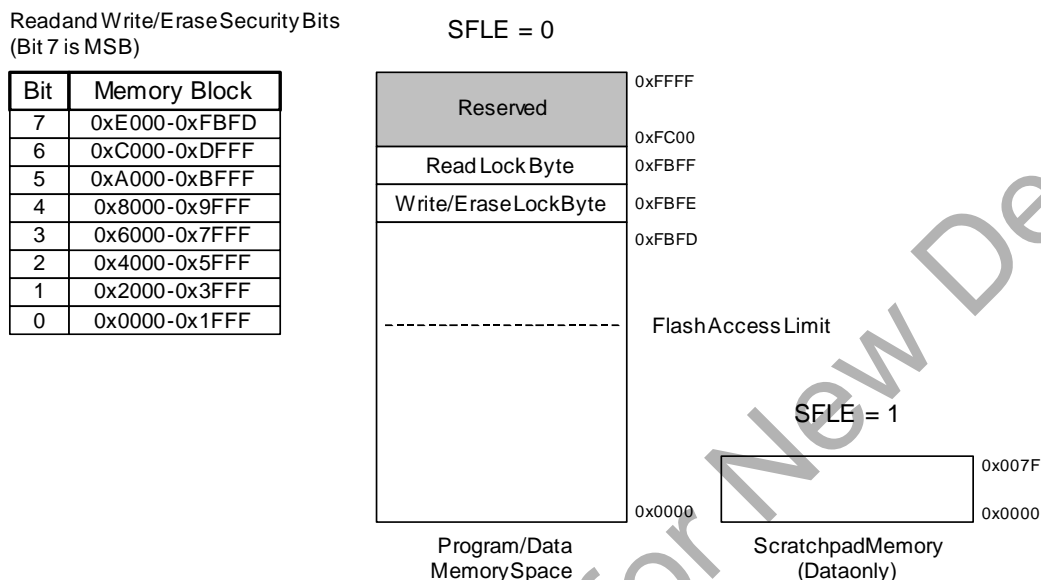 Read and Write/Erase Security Bits
(Bit 7 is MSB)
Bit Memory Block
7 0xE000-0xFBFD
6 0xC000-0xDFFF
5 0xA000-0xBFFF
4 0x8000-0x9FFF
3 0x6000-0x7FFF
2 0x4000-0x5FFF
1 0x2000-0x3FFF
0 0x0000-0x1FFF
SFLE = 0
0xFFFF
Reserved
0xFC00
Read Lock Byte 0xFBFF
Write/Erase Lock Byte 0xFBFE
0xFBFD
Flash Access Limit
0x0000
Program/Data
Memory Space
SFLE = 1
0x007F
0x0000
Scratchpad Memory
(Data only)
for New De